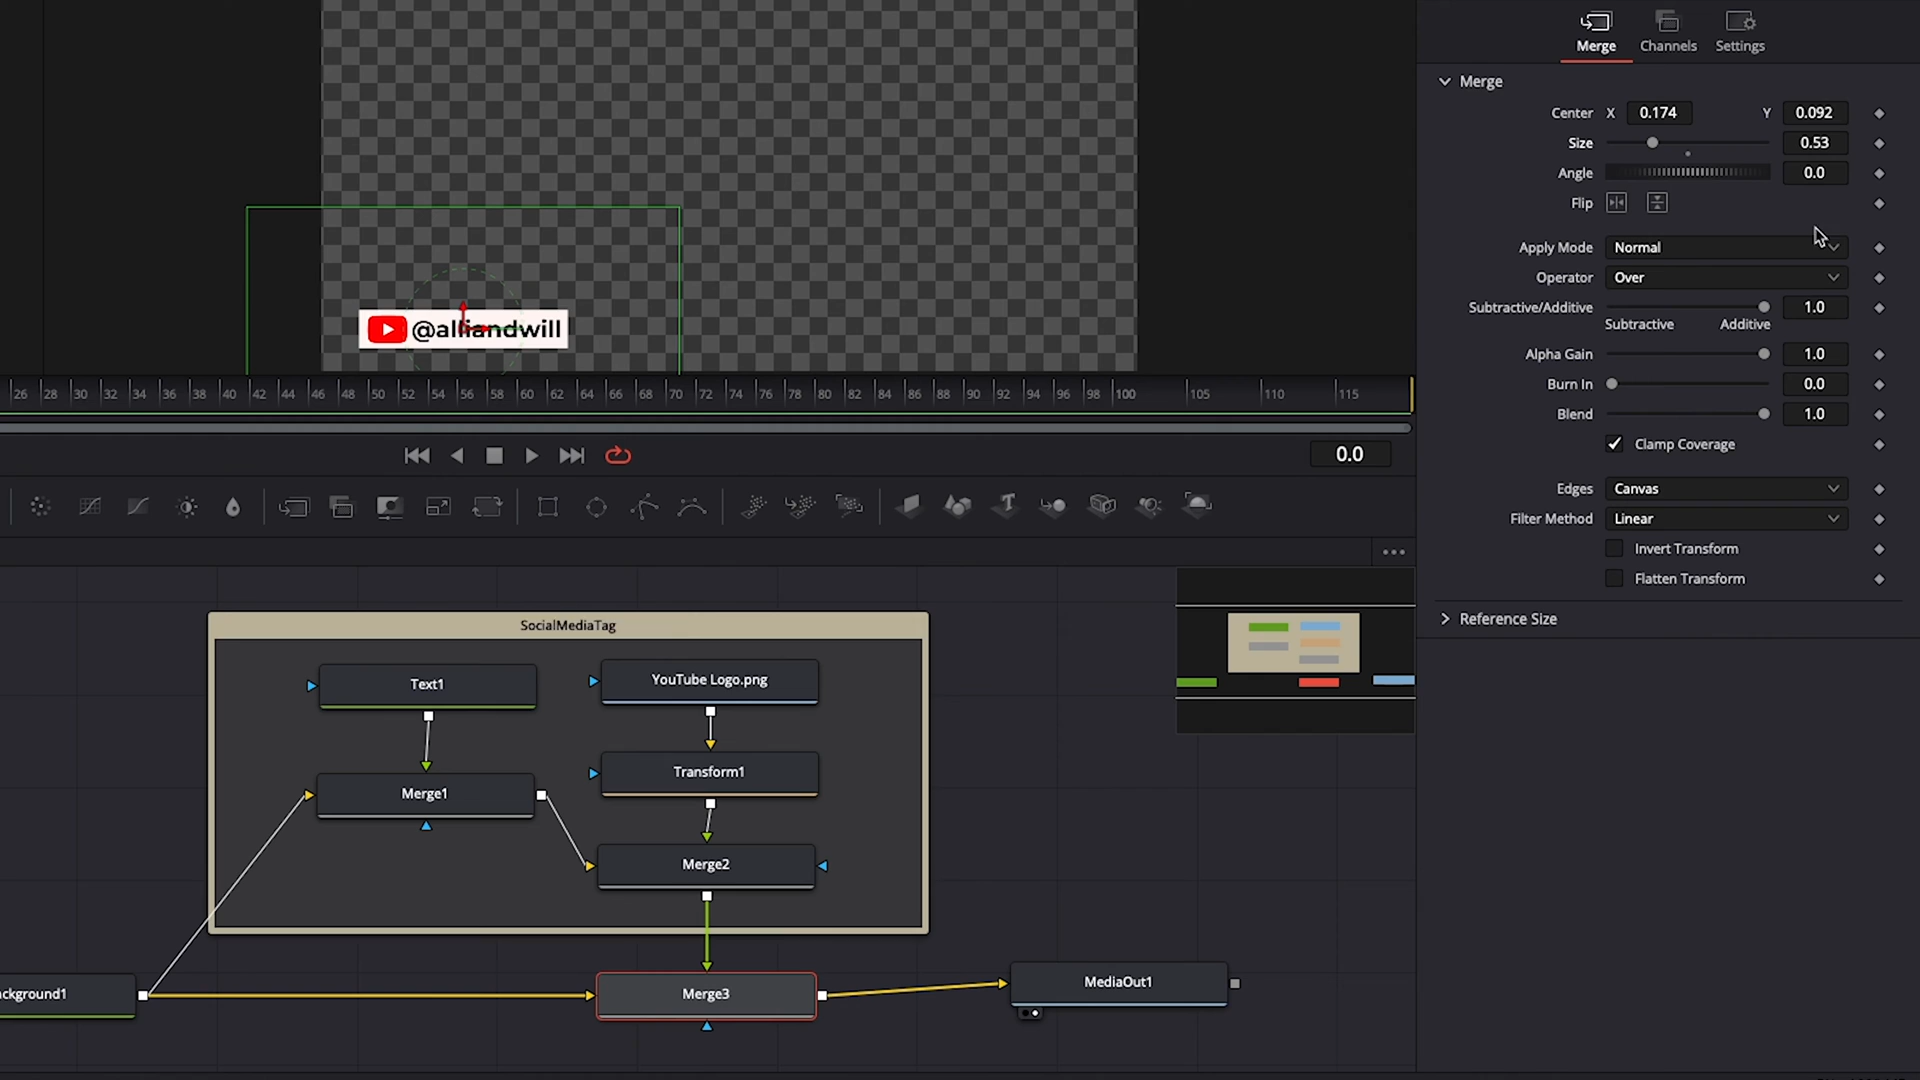 Merge Channels Settings
Merge
Center X 0.174 Y 0.092
Size 0.53
Angle 0.0
Flip
Apply Mode Normal
Operator Over
Subtractive/Additive 1.0
Subtractive Additive
Alpha Gain 1.0
Burn In 0.0
Blend 1.0
Clamp Coverage
Edges Canvas
Filter Method Linear
Invert Transform
Flatten Transform
Reference Size
@alliandwill
26 28 30 32 34 36 38 40 42 44 46 48 50 52 54 56 58 60 62 64 66 68 70 72 74 76 78 80 82 84 86 88 90 92 94 96 98 100 105 110 115
0.0
SocialMediaTag
Text1
YouTube Logo.png
Transform1
Merge1
Merge2
ckground1
Merge3
MediaOut1